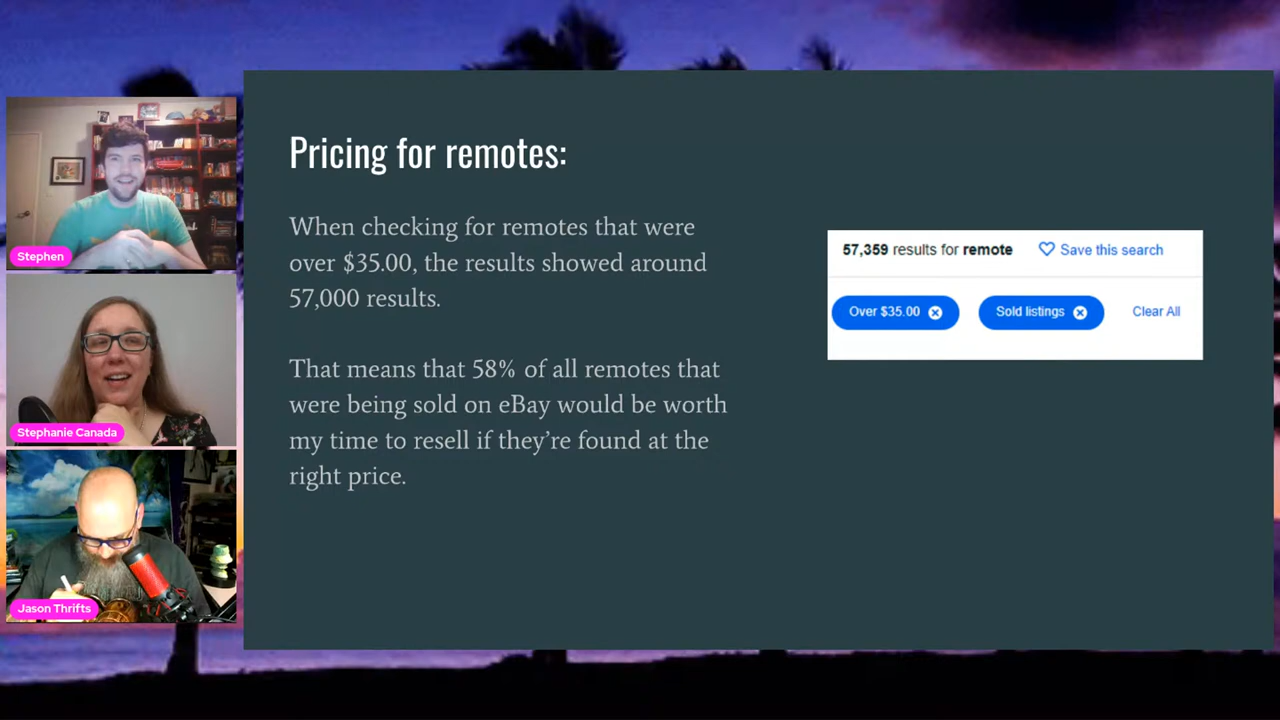 Pricing for remotes:
When checking for remotes that were
over $35.00, the results showed around
57,000 results.
That means that 58% of all remotes that
were being sold on eBay would be worth
my time to resell if they're found at the
right price.
57,359 results for remote
Save this search
Over $35.00
Sold listings
Clear All
Stephen
Stephanie Canada
Jason Thrifts